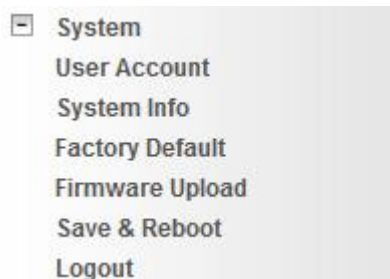 System
User Account
System Info
Factory Default
Firmware Upload
Save & Reboot
Logout